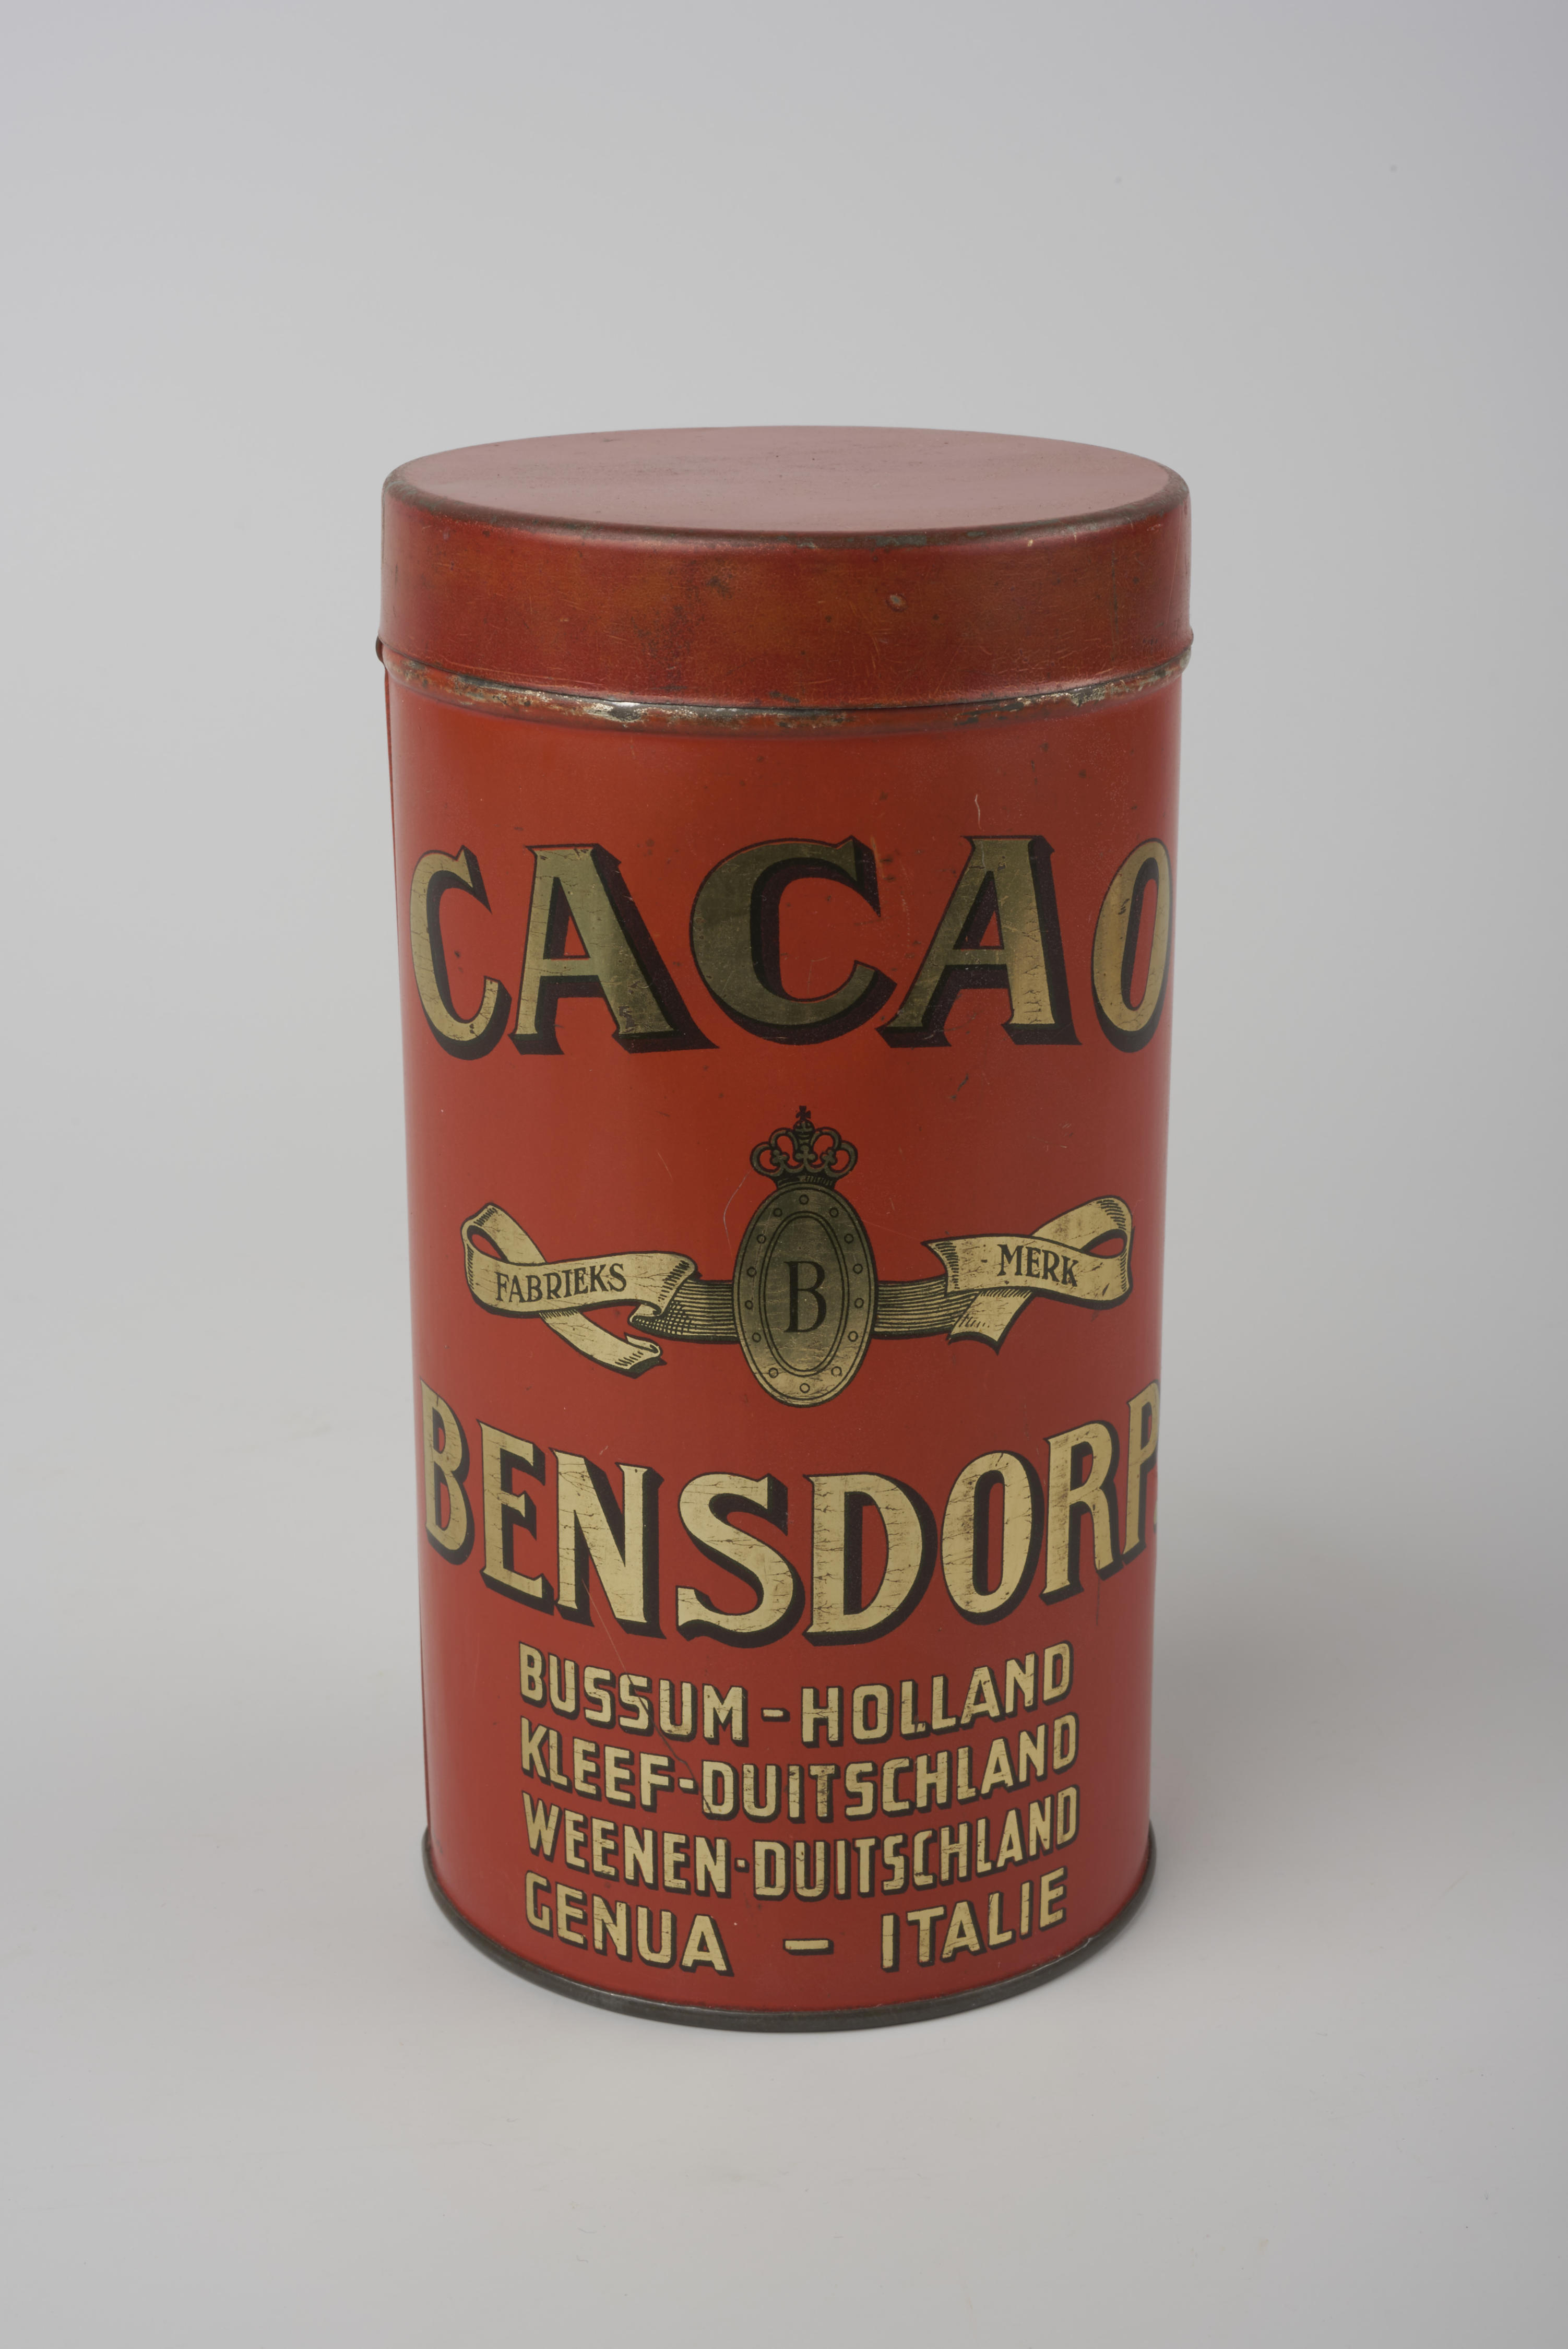 CACAO
FABRIEKS B MERK
BENSDORP
BUSSUM - HOLLAND
KLEEF - DUITSCHLAND
WEENEN - DUITSCHLAND
GENUA - ITALIE